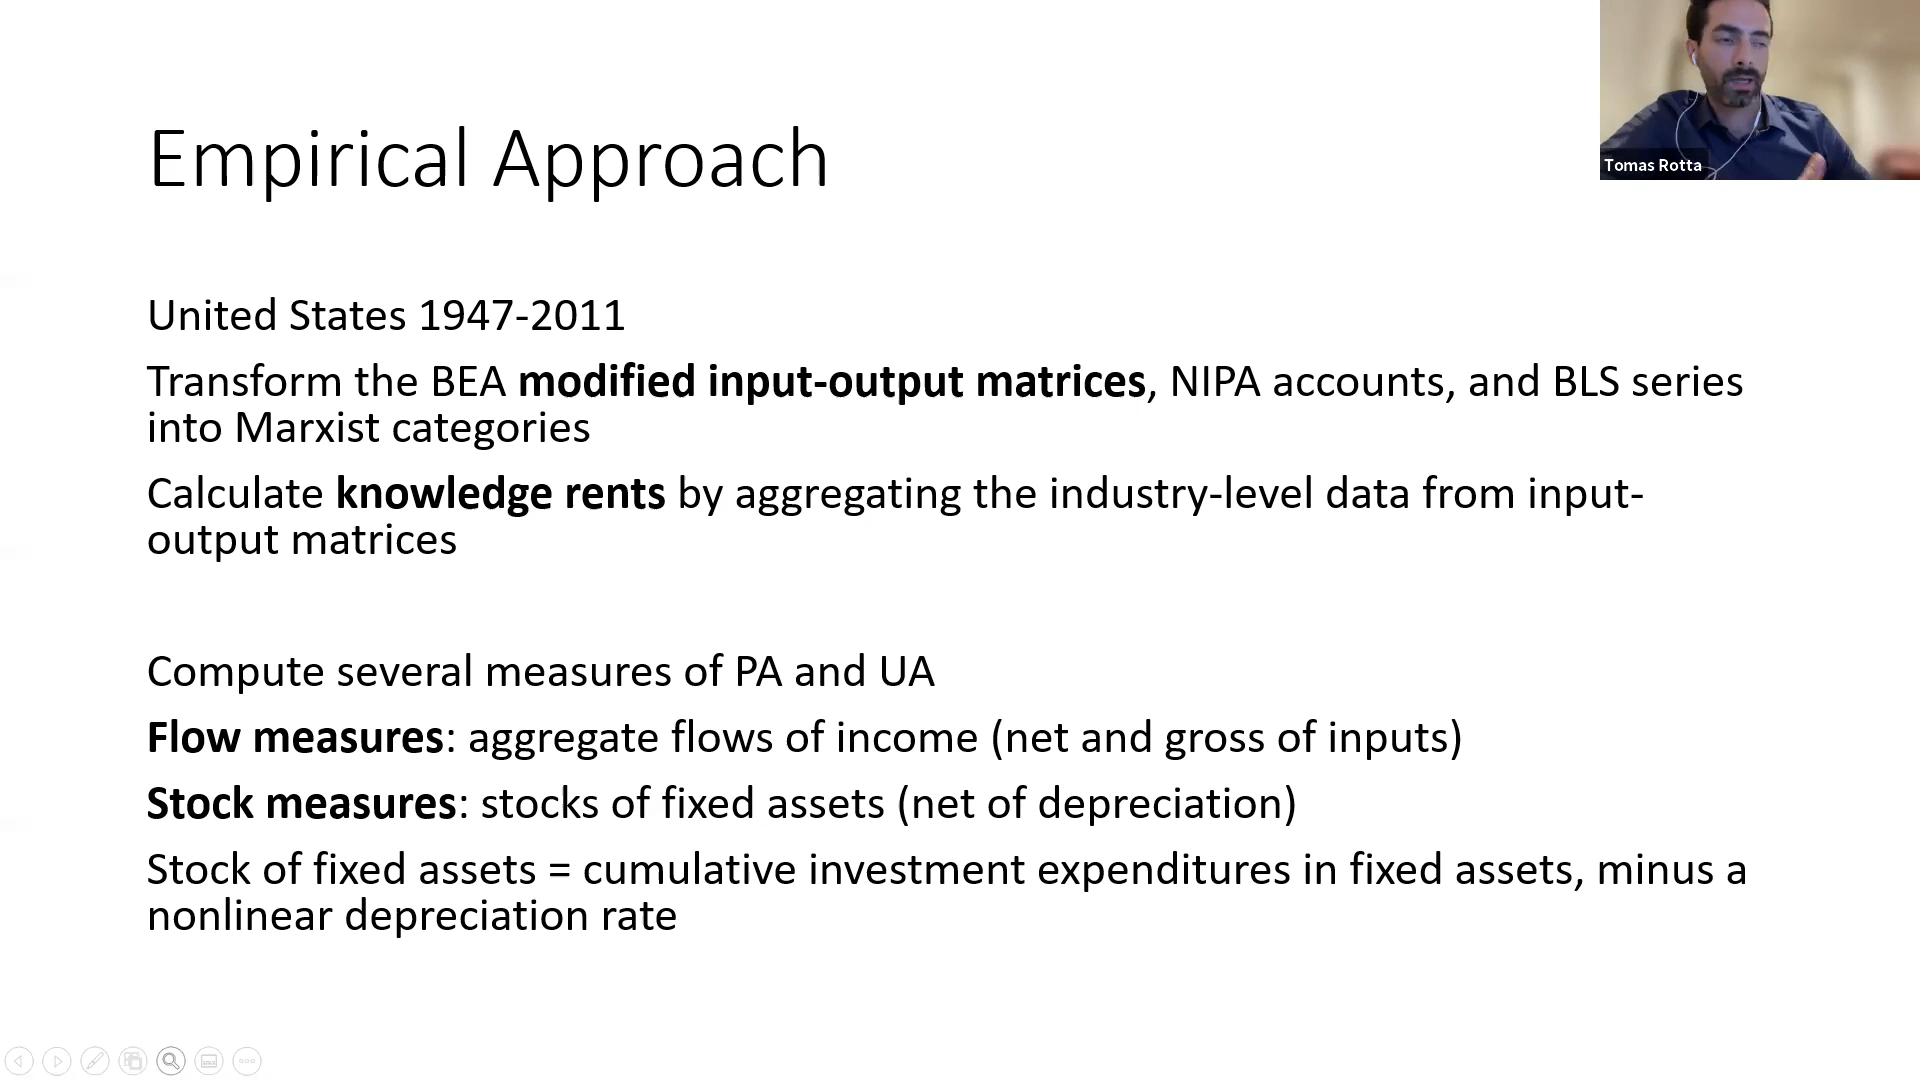 Empirical Approach
Tomas Rotta
United States 1947-2011
Transform the BEA modified input-output matrices, NIPA accounts, and BLS series
into Marxist categories
Calculate knowledge rents by aggregating the industry-level data from input-
output matrices
Compute several measures of PA and UA
Flow measures: aggregate flows of income (net and gross of inputs)
Stock measures: stocks of fixed assets (net of depreciation)
Stock of fixed assets = cumulative investment expenditures in fixed assets, minus a
nonlinear depreciation rate